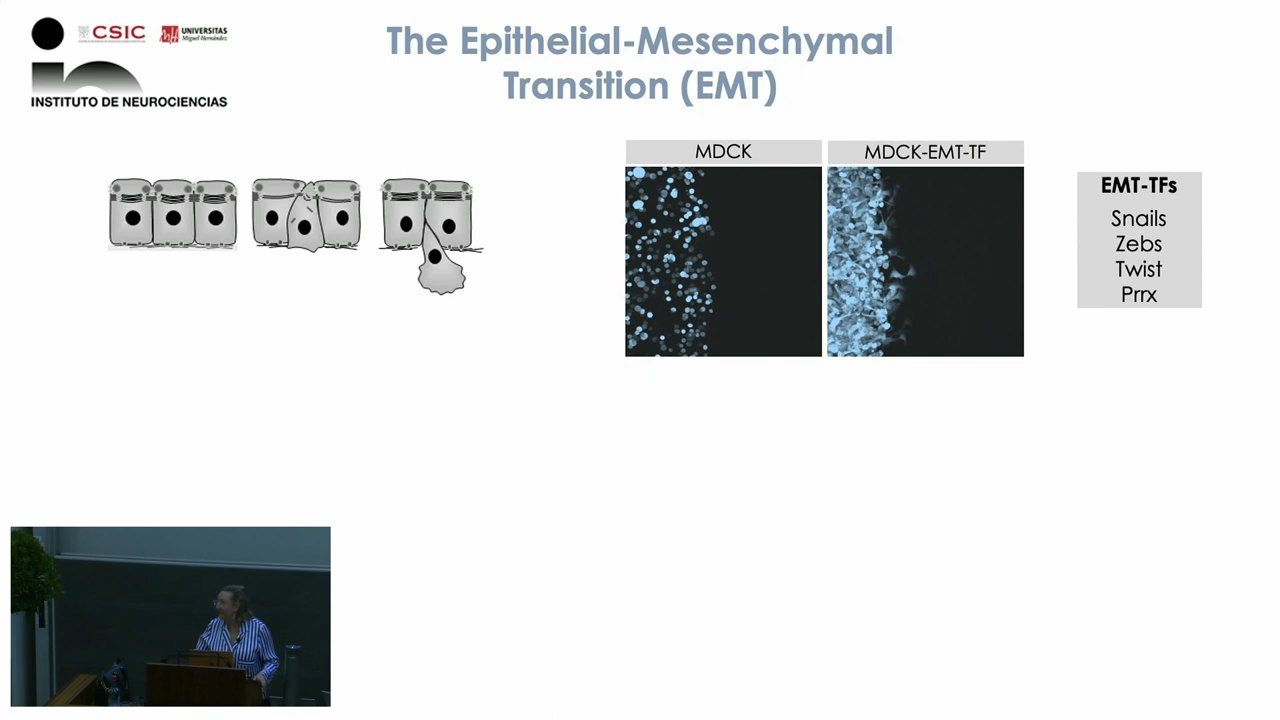 CSIC
UNIVERSITAS
Miguel Hernández
INSTITUTO DE NEUROCIENCIAS
The Epithelial-Mesenchymal
Transition (EMT)
MDCK
MDCK-EMT-TF
EMT-TFs
Snails
Zebs
Twist
Prrx